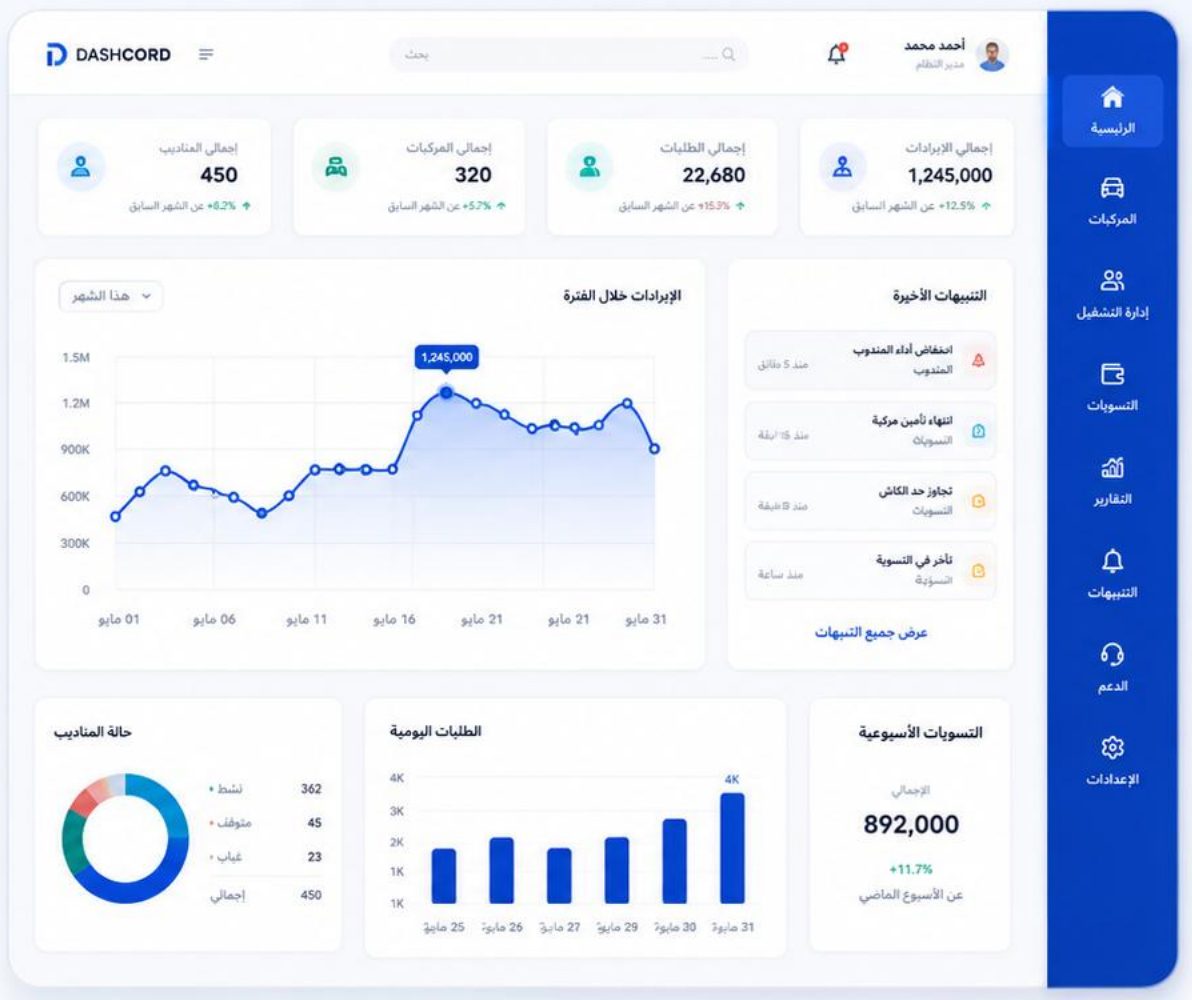 DASHCORD
بحث .....
أحمد محمد
مدير النظام
الرئيسية
المركبات
إدارة التشغيل
التسويات
التقارير
التنبيهات
الدعم
الإعدادات
إجمالي الإيرادات
1,245,000
+12.5% عن الشهر السابق
إجمالي الطلبات
22,680
+15.3% عن الشهر السابق
إجمالي المركبات
320
+5.7% عن الشهر السابق
إجمالي المناديب
450
+8.2% عن الشهر السابق
التنبيهات الأخيرة
انخفاض أداء المندوب
المندوب
منذ 5 دقائق
انتهاء تأمين مركبة
التسويات
منذ 15
تجاوز حد الكاش
التسويات
منذ
تأخر في التسوية
التسوية
منذ ساعة
عرض جميع التنبيهات
الإيرادات خلال الفترة
هذا الشهر
1,245,000
1.5M
1.2M
900K
600K
300K
0
01 مايو
06 مايو
11 مايو
16 مايو
21 مايو
21 مايو
31 مايو
التسويات الأسيوعية
الإجمالي
892,000
+11.7%
عن الأسبوع الماضي
الطلبات اليومية
4K
4K
3K
2K
1K
1K
25
26
27
29
30
31
حالة المناديب
نشط 362
متوقف 45
غياب 23
إجمالي 450